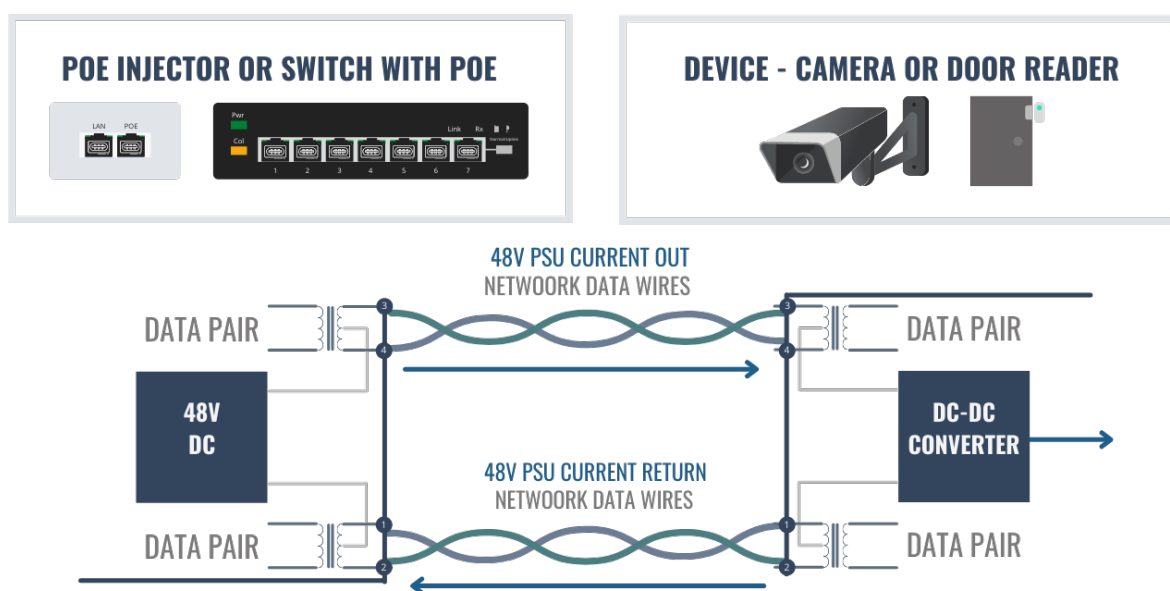 POE INJECTOR OR SWITCH WITH POE
LAN POE
Pwr
Col
Link Rx
1 2 3 4 5 6 7
DEVICE - CAMERA OR DOOR READER
48V PSU CURRENT OUT
NETWOORK DATA WIRES
3
4
3
4
DATA PAIR
DATA PAIR
48V
DC
DC-DC
CONVERTER
48V PSU CURRENT RETURN
NETWOORK DATA WIRES
1
2
1
2
DATA PAIR
DATA PAIR